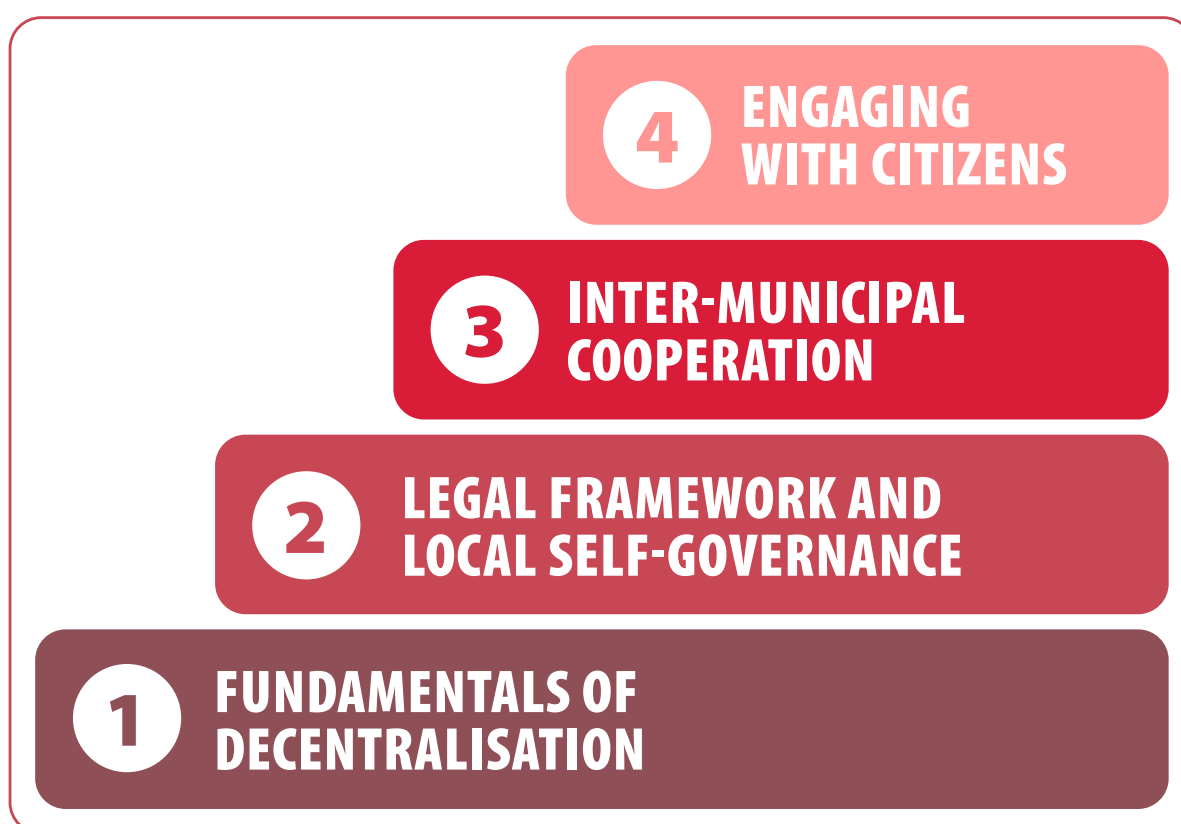 4
ENGAGING
WITH CITIZENS
3
INTER-MUNICIPAL
COOPERATION
2
LEGAL FRAMEWORK AND
LOCAL SELF-GOVERNANCE
1
FUNDAMENTALS OF
DECENTRALISATION